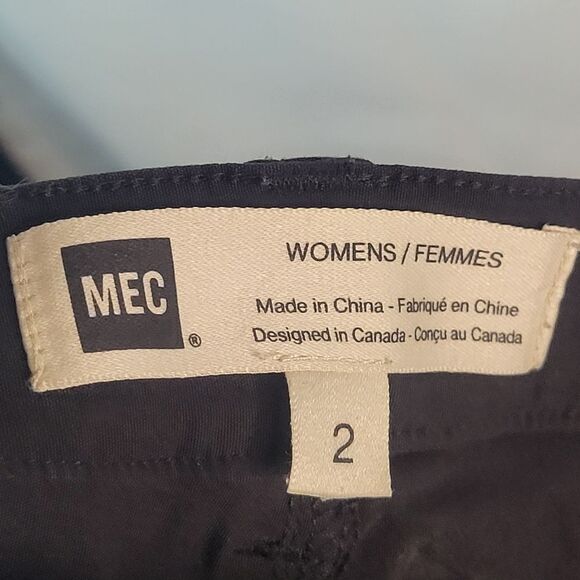 MEC®
WOMENS / FEMMES
Made in China - Fabriqué en Chine
Designed in Canada - Conçu au Canada
2